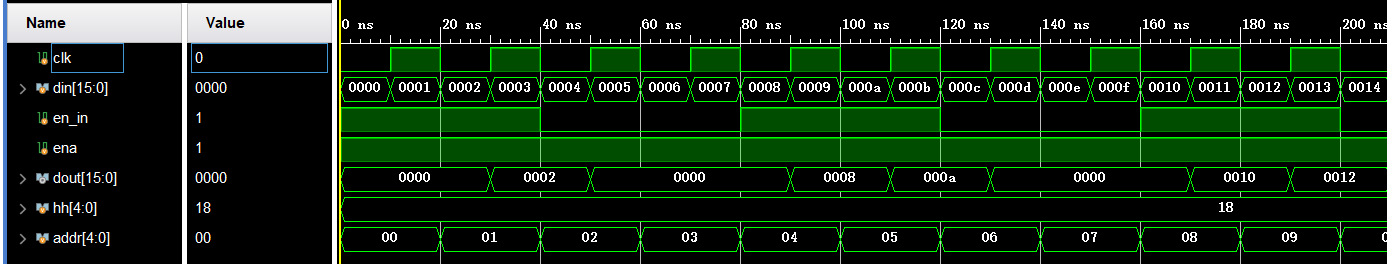 Name Value 0 ns 20 ns 40 ns 60 ns 80 ns 100 ns 120 ns 140 ns 160 ns 180 ns 200 ns
clk 0
din[15:0] 0000 0000 0001 0002 0003 0004 0005 0006 0007 0008 0009 000a 000b 000c 000d 000e 000f 0010 0011 0012 0013 0014
en_in 1
ena 1
dout[15:0] 0000 0000 0002 0000 0008 000a 0000 0010 0012
hh[4:0] 18 18
addr[4:0] 00 00 01 02 03 04 05 06 07 08 09